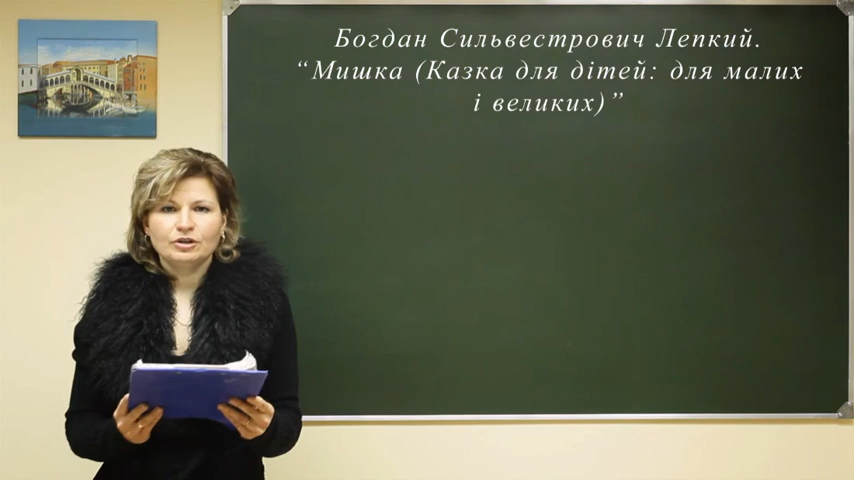 Богдан Сильвестрович Лепкий.
“Мишка (Казка для дітей: для малих
і великих)”